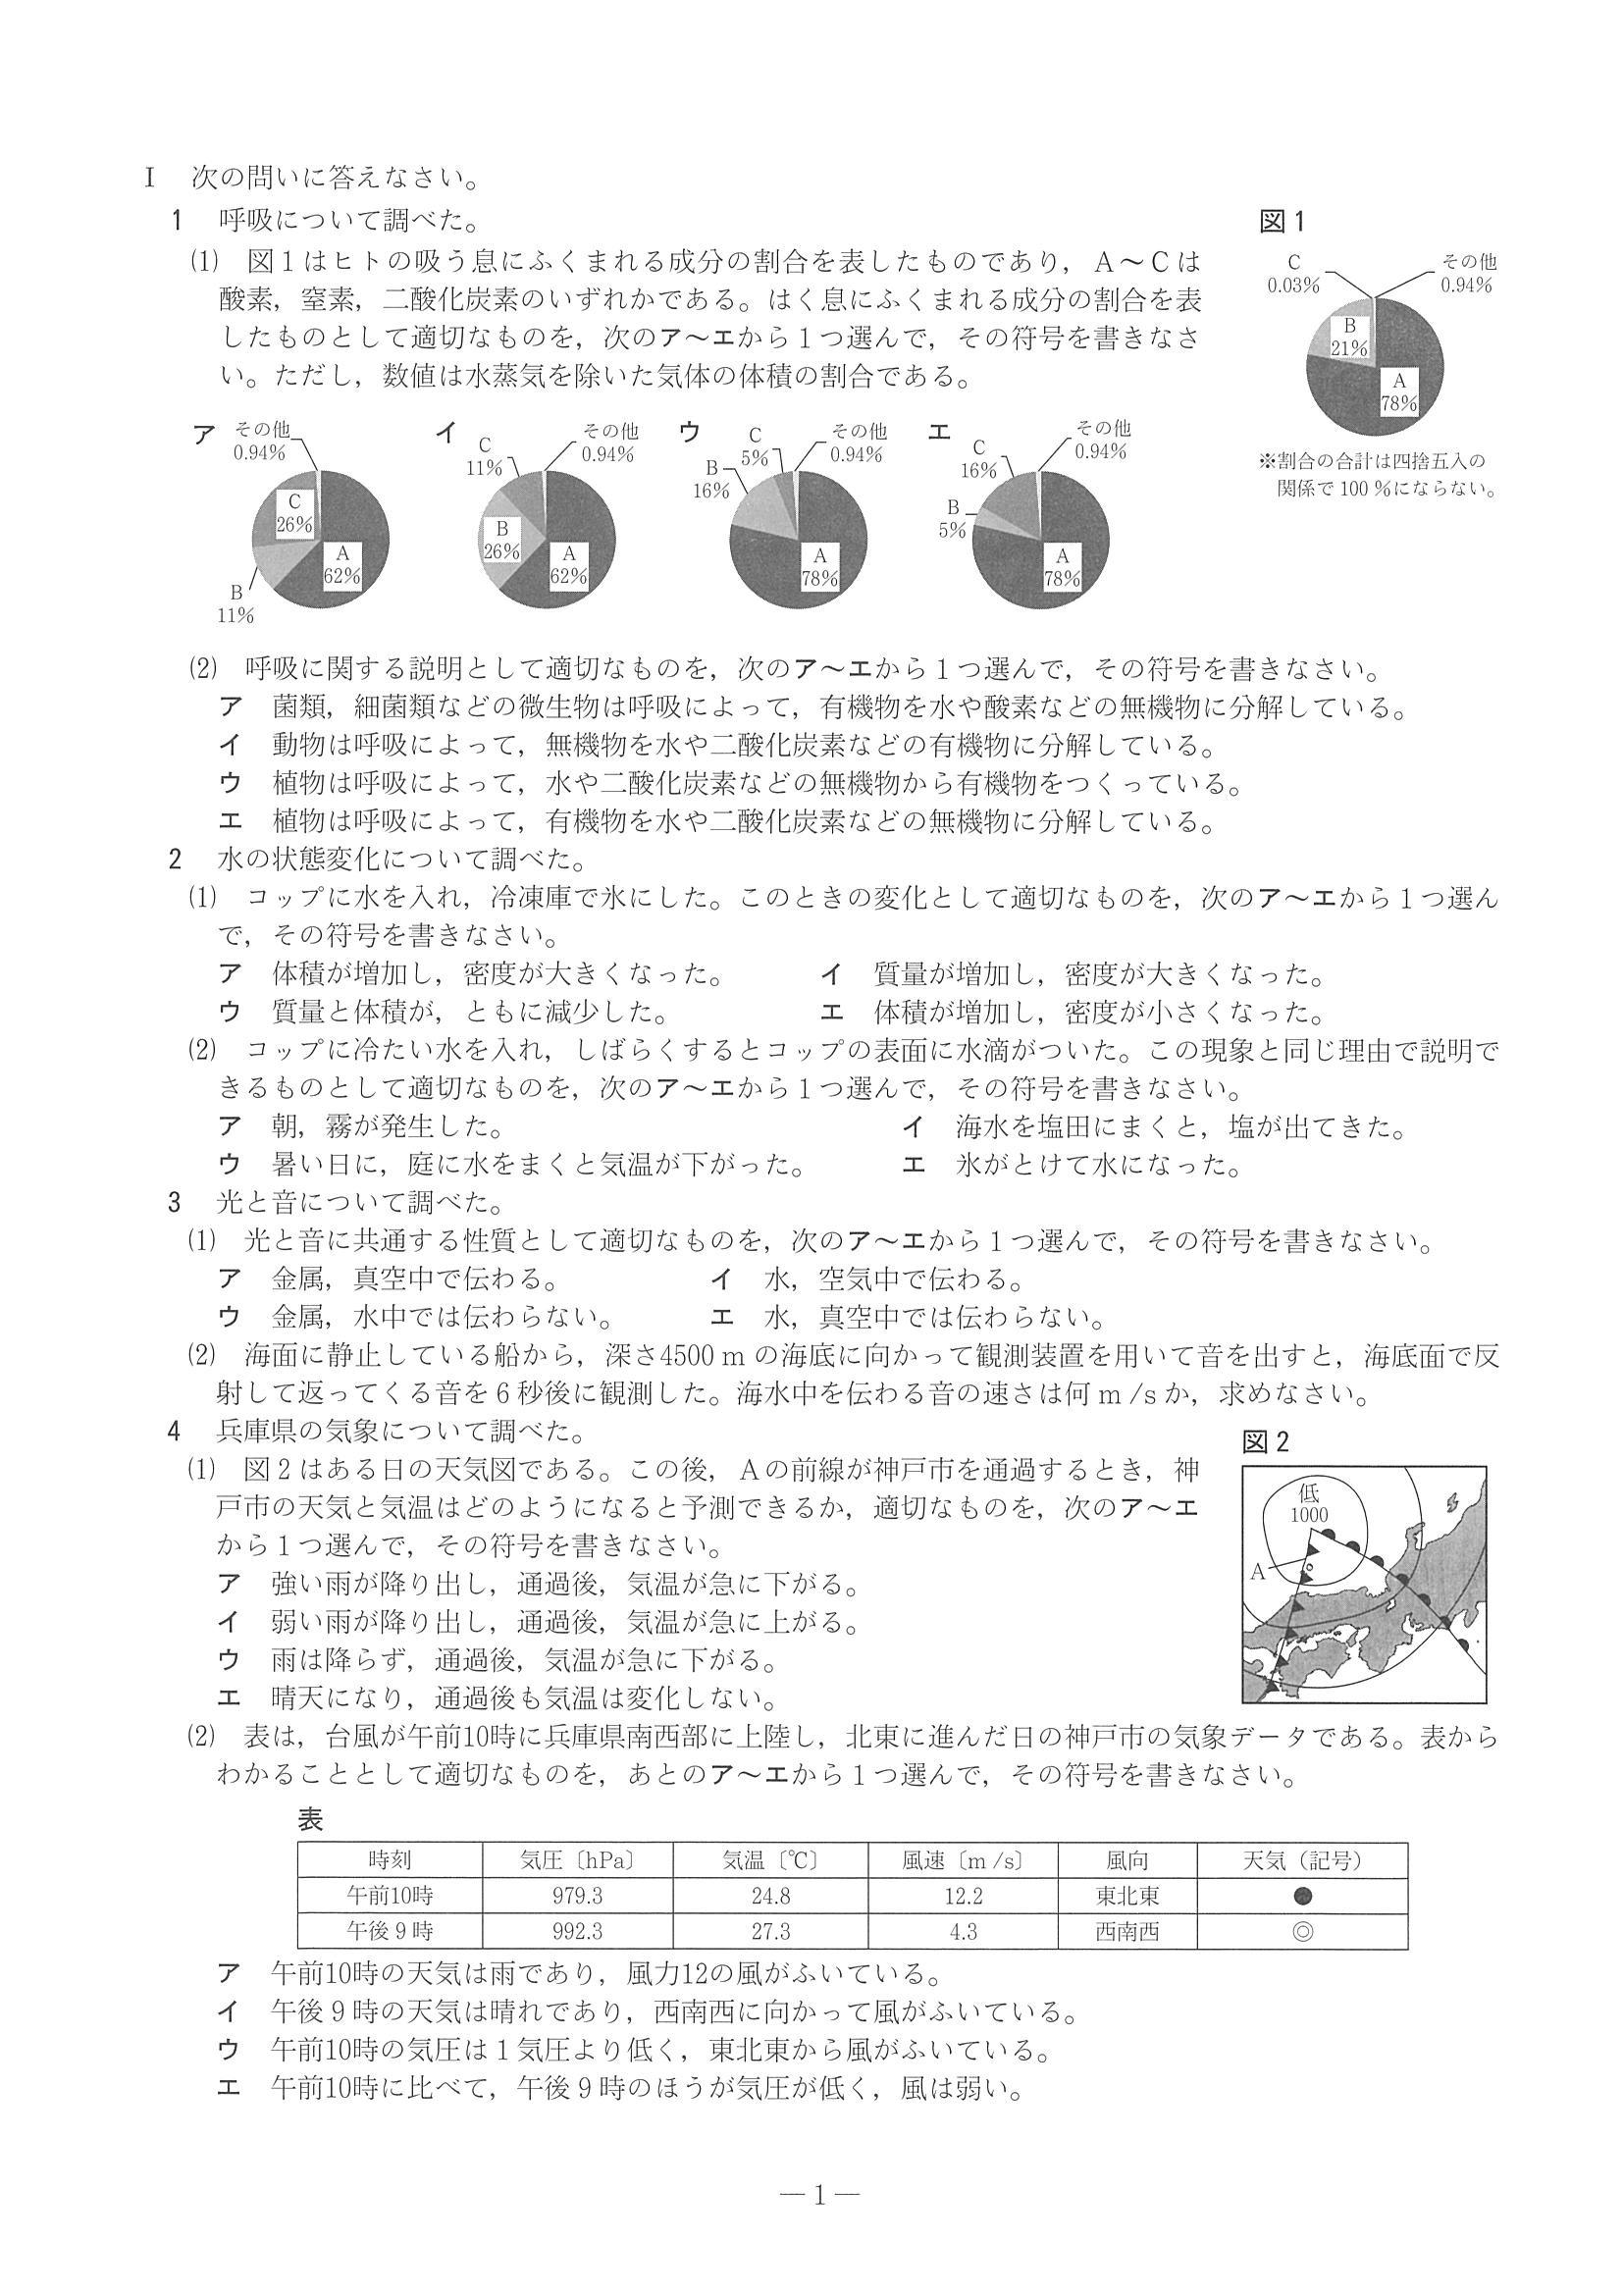 Ⅰ 次の問いに答えなさい。
1 呼吸について調べた。
図1
⑴ 図1はヒトの吸う息にふくまれる成分の割合を表したものであり，A～Cは
酸素，窒素，二酸化炭素のいずれかである。はく息にふくまれる成分の割合を表
したものとして適切なものを，次のア～エから1つ選んで，その符号を書きなさ
い。ただし，数値は水蒸気を除いた気体の体積の割合である。
C
0.03%
その他
0.94%
B
21%
A
78%
※割合の合計は四捨五入の
関係で100％にならない。
ア
その他
0.94%
C
26%
A
62%
B
11%
イ
C
11%
その他
0.94%
B
26%
A
62%
ウ
C
5%
その他
0.94%
B
16%
A
78%
エ
C
16%
その他
0.94%
B
5%
A
78%
⑵ 呼吸に関する説明として適切なものを，次のア～エから1つ選んで，その符号を書きなさい。
ア 菌類，細菌類などの微生物は呼吸によって，有機物を水や酸素などの無機物に分解している。
イ 動物は呼吸によって，無機物を水や二酸化炭素などの有機物に分解している。
ウ 植物は呼吸によって，水や二酸化炭素などの無機物から有機物をつくっている。
エ 植物は呼吸によって，有機物を水や二酸化炭素などの無機物に分解している。
2 水の状態変化について調べた。
⑴ コップに水を入れ，冷凍庫で氷にした。このときの変化として適切なものを，次のア～エから1つ選ん
で，その符号を書きなさい。
ア 体積が増加し，密度が大きくなった。 イ 質量が増加し，密度が大きくなった。
ウ 質量と体積が，ともに減少した。 エ 体積が増加し，密度が小さくなった。
⑵ コップに冷たい水を入れ，しばらくするとコップの表面に水滴がついた。この現象と同じ理由で説明で
きるものとして適切なものを，次のア～エから1つ選んで，その符号を書きなさい。
ア 朝，霧が発生した。 イ 海水を塩田にまくと，塩が出てきた。
ウ 暑い日に，庭に水をまくと気温が下がった。 エ 氷がとけて水になった。
3 光と音について調べた。
⑴ 光と音に共通する性質として適切なものを，次のア～エから1つ選んで，その符号を書きなさい。
ア 金属，真空中で伝わる。 イ 水，空気中で伝わる。
ウ 金属，水中では伝わらない。 エ 水，真空中では伝わらない。
⑵ 海面に静止している船から，深さ4500 m の海底に向かって観測装置を用いて音を出すと，海底面で反
射して返ってくる音を6秒後に観測した。海水中を伝わる音の速さは何 m/s か，求めなさい。
4 兵庫県の気象について調べた。
図2
⑴ 図2はある日の天気図である。この後，Aの前線が神戸市を通過するとき，神
戸市の天気と気温はどのようになると予測できるか，適切なものを，次のア～エ
から1つ選んで，その符号を書きなさい。
ア 強い雨が降り出し，通過後，気温が急に下がる。
イ 弱い雨が降り出し，通過後，気温が急に上がる。
ウ 雨は降らず，通過後，気温が急に下がる。
エ 晴天になり，通過後も気温は変化しない。
低
1000
A
⑵ 表は，台風が午前10時に兵庫県南西部に上陸し，北東に進んだ日の神戸市の気象データである。表から
わかることとして適切なものを，あとのア～エから1つ選んで，その符号を書きなさい。
表
時刻 気圧〔hPa〕 気温〔℃〕 風速〔m/s〕 風向 天気（記号）
午前10時 979.3 24.8 12.2 東北東 ●
午後9時 992.3 27.3 4.3 西南西 ◎
ア 午前10時の天気は雨であり，風力12の風がふいている。
イ 午後9時の天気は晴れであり，西南西に向かって風がふいている。
ウ 午前10時の気圧は1気圧より低く，東北東から風がふいている。
エ 午前10時に比べて，午後9時のほうが気圧が低く，風は弱い。
― 1 ―